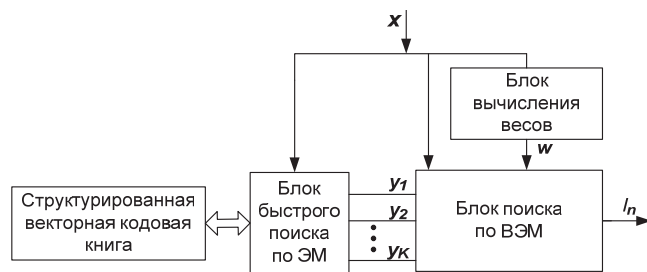 x
Блок
вычисления
весов
w
Структурированная
векторная кодовая
книга
Блок
быстрого
поиска
по ЭМ
y1
y2
yK
Блок поиска
по ВЭМ
In